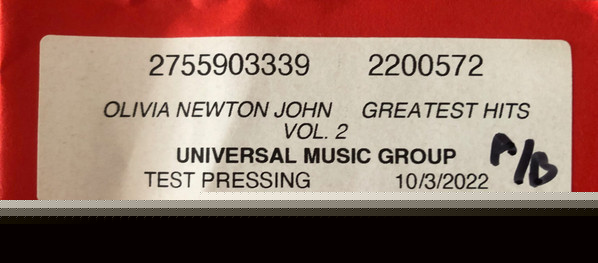 2755903339 2200572
OLIVIA NEWTON JOHN GREATEST HITS
VOL. 2
UNIVERSAL MUSIC GROUP
A/B
TEST PRESSING 10/3/2022